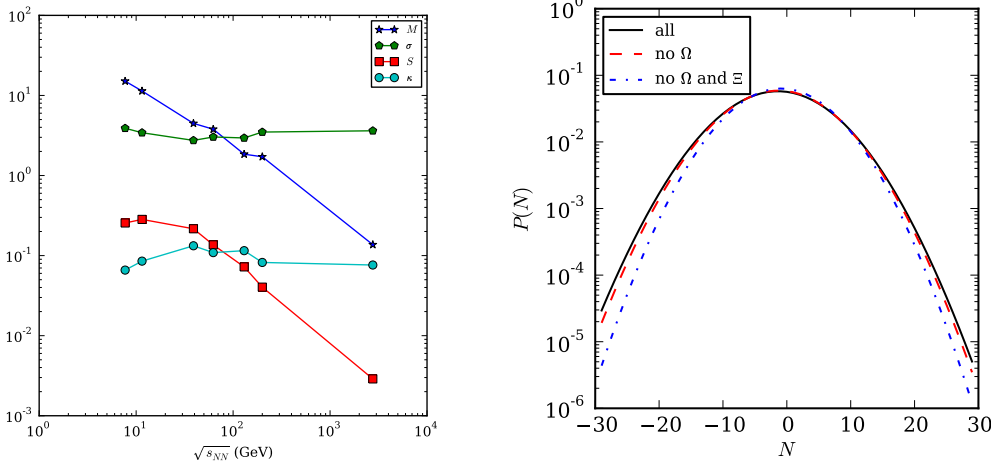 10^2
10^1
10^0
10^-1
10^-2
10^-3
10^0 10^1 10^2 10^3 10^4
√s_NN (GeV)
M
σ
S
κ
10^0
10^-1
10^-2
10^-3
10^-4
10^-5
10^-6
P(N)
−30 −20 −10 0 10 20 30
N
all
no Ω
no Ω and Ξ